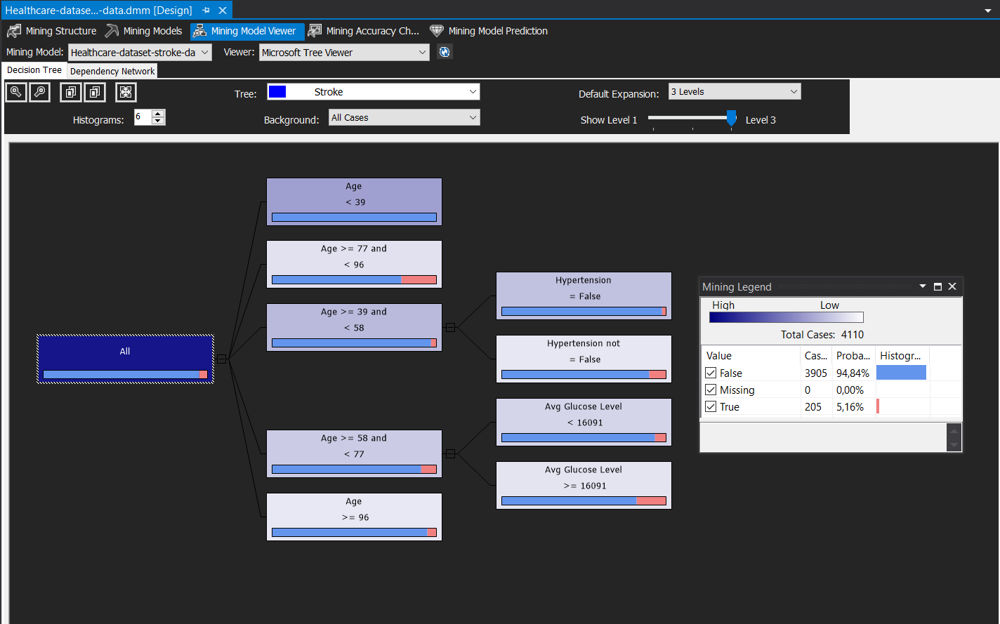 Healthcare-datase...-data.dmm [Design]
Mining Structure Mining Models Mining Model Viewer Mining Accuracy Ch... Mining Model Prediction
Mining Model: Healthcare-dataset-stroke-da Viewer: Microsoft Tree Viewer
Decision Tree Dependency Network
Tree: Stroke Default Expansion: 3 Levels
Histograms: 6 Background: All Cases Show Level 1 Level 3
All
Age
< 39
Age >= 77 and
< 96
Age >= 39 and
< 58
Age >= 58 and
< 77
Age
>= 96
Hypertension
= False
Hypertension not
= False
Avg Glucose Level
< 16091
Avg Glucose Level
>= 16091
Mining Legend
High Low
Total Cases: 4110
Value Cas... Proba... Histogr...
False 3905 94,84%
Missing 0 0,00%
True 205 5,16%